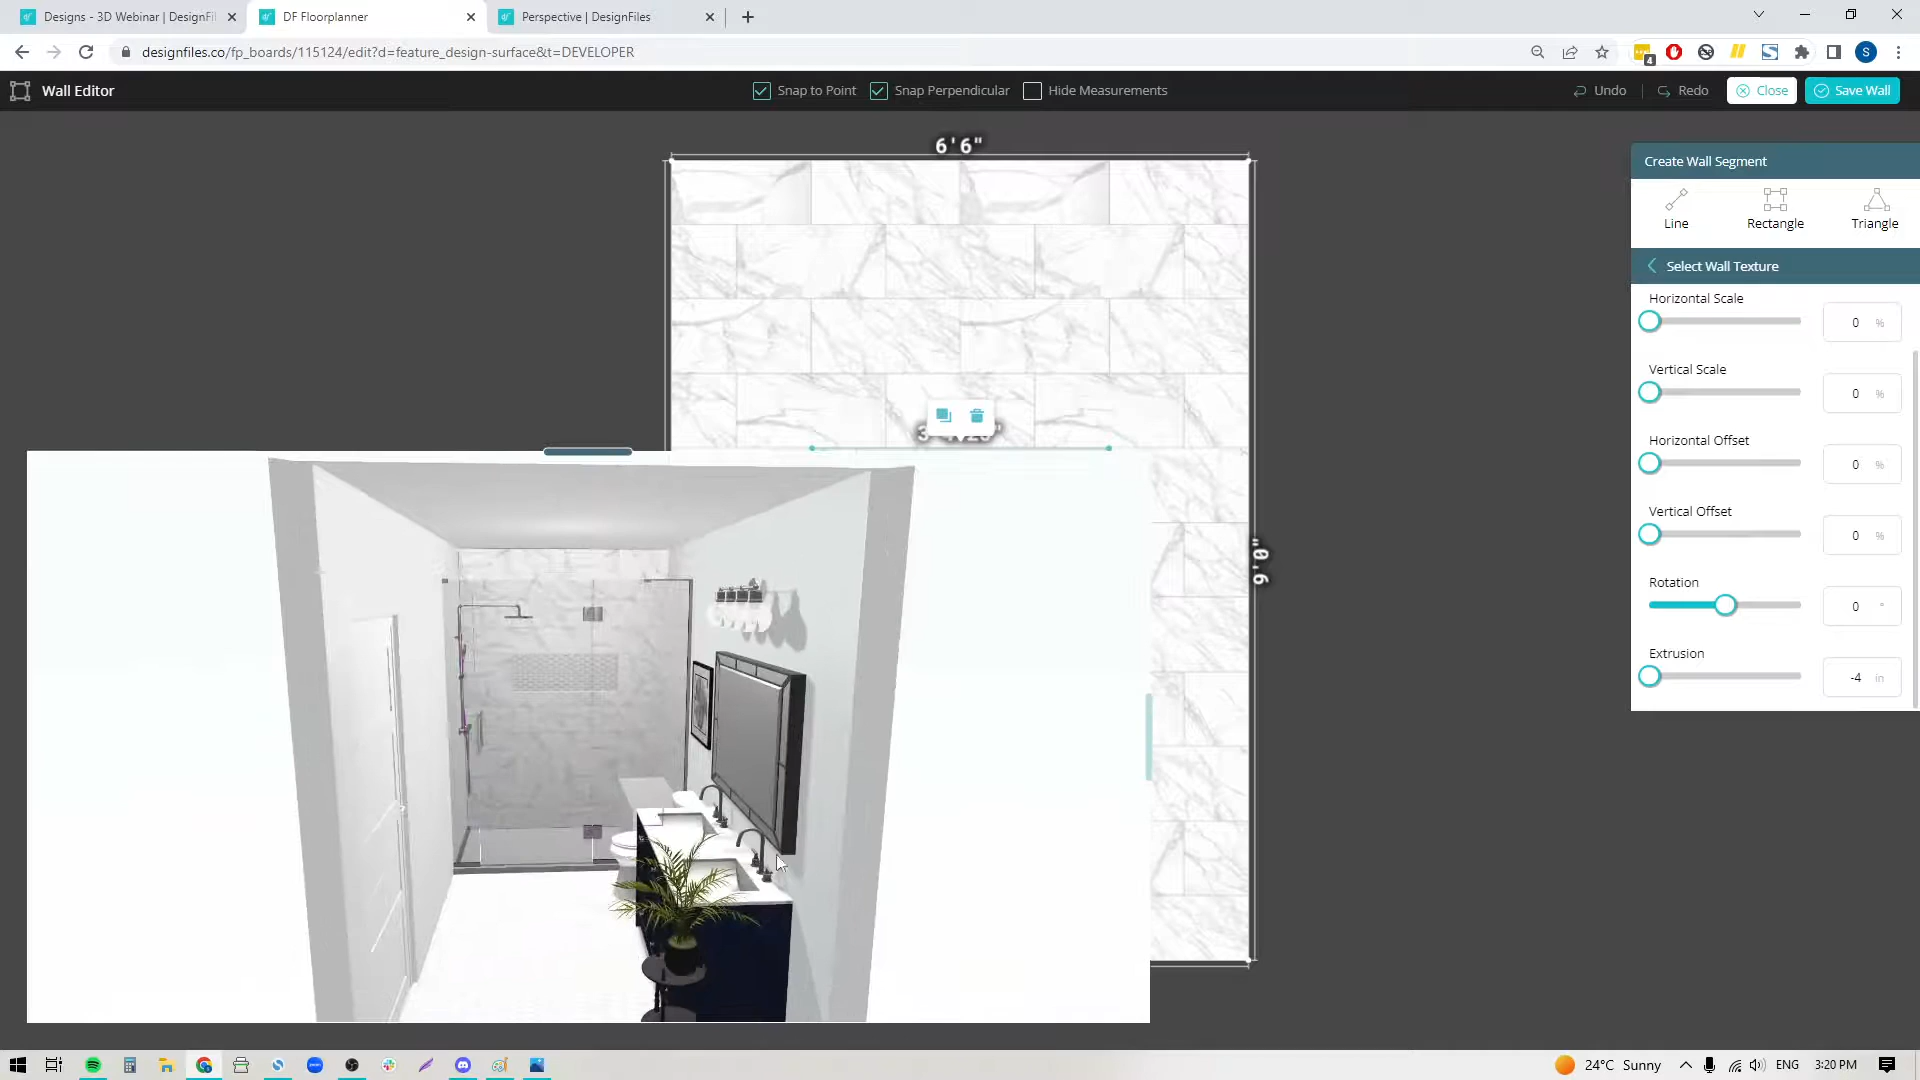 Designs - 3D Webinar | DesignFil
DF Floorplanner
Perspective | DesignFiles
designfiles.co/fp_boards/115124/edit?d=feature_design-surface&t=DEVELOPER
4
S
Wall Editor
Snap to Point
Snap Perpendicular
Hide Measurements
Undo
Redo
Close
Save Wall
6'6"
Create Wall Segment
Line
Rectangle
Triangle
Select Wall Texture
Horizontal Scale
0 %
Vertical Scale
0 %
Horizontal Offset
0 %
Vertical Offset
0 %
Rotation
0 °
Extrusion
-4 in
9'0"
24°C Sunny
ENG
3:20 PM